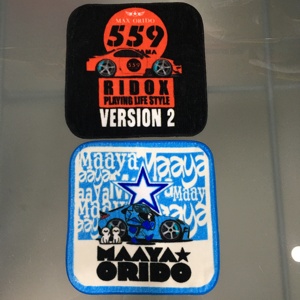 MAX ORIDO
559
559
RIDOX
PLAYING LIFE STYLE
VERSION 2
Maaya Maaya
Maaya
MAAYA★
ORIDO